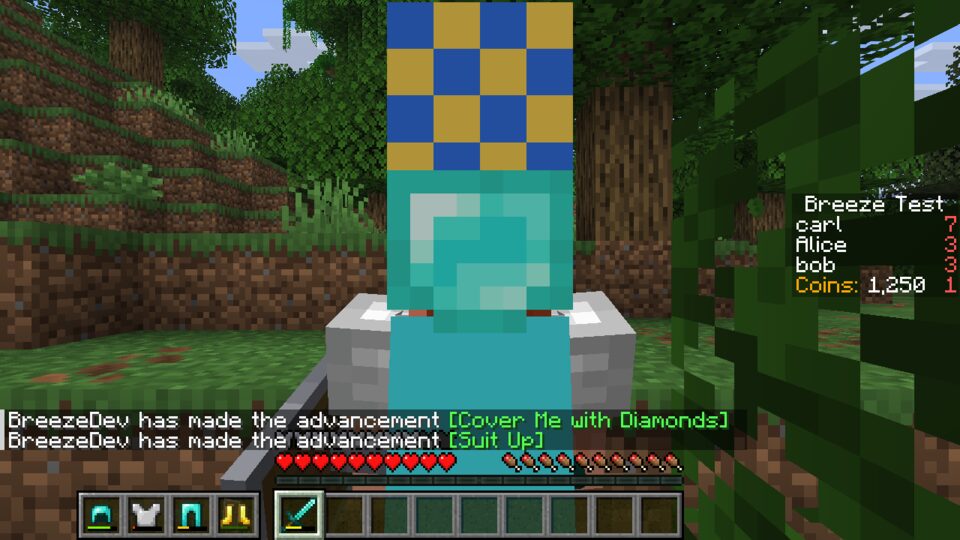 Breeze Test
carl 7
Alice 3
bob 3
Coins: 1,250 1
BreezeDev has made the advancement [Cover Me with Diamonds]
BreezeDev has made the advancement [Suit Up]